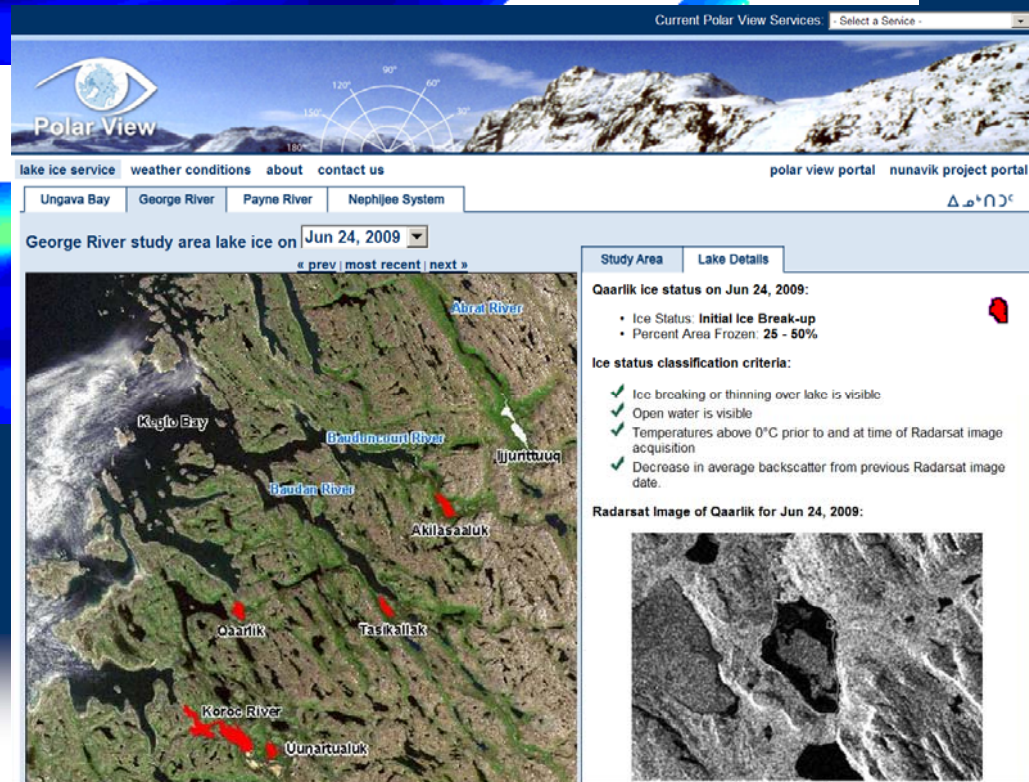 Current Polar View Services: - Select a Service -
90°
120° 60°
150° 30°
180°
Polar View
lake ice service weather conditions about contact us polar view portal nunavik project portal
Ungava Bay George River Payne River Nephijee System ᐃᓄᒃᑎᑐᑦ
George River study area lake ice on Jun 24, 2009
« prev | most recent | next »
Study Area Lake Details
Abrat River
Keglo Bay
Baudoncourt River
Ijjurittuuq
Baudan River
Akilasaaluk
Qaarlik
Tasikallak
Koroc River
Uunartualuk
Qaarlik ice status on Jun 24, 2009:
• Ice Status: Initial Ice Break-up
• Percent Area Frozen: 25 - 50%
Ice status classification criteria:
Ice breaking or thinning over lake is visible
Open water is visible
Temperatures above 0°C prior to and at time of Radarsat image
acquisition
Decrease in average backscatter from previous Radarsat image
date.
Radarsat Image of Qaarlik for Jun 24, 2009: